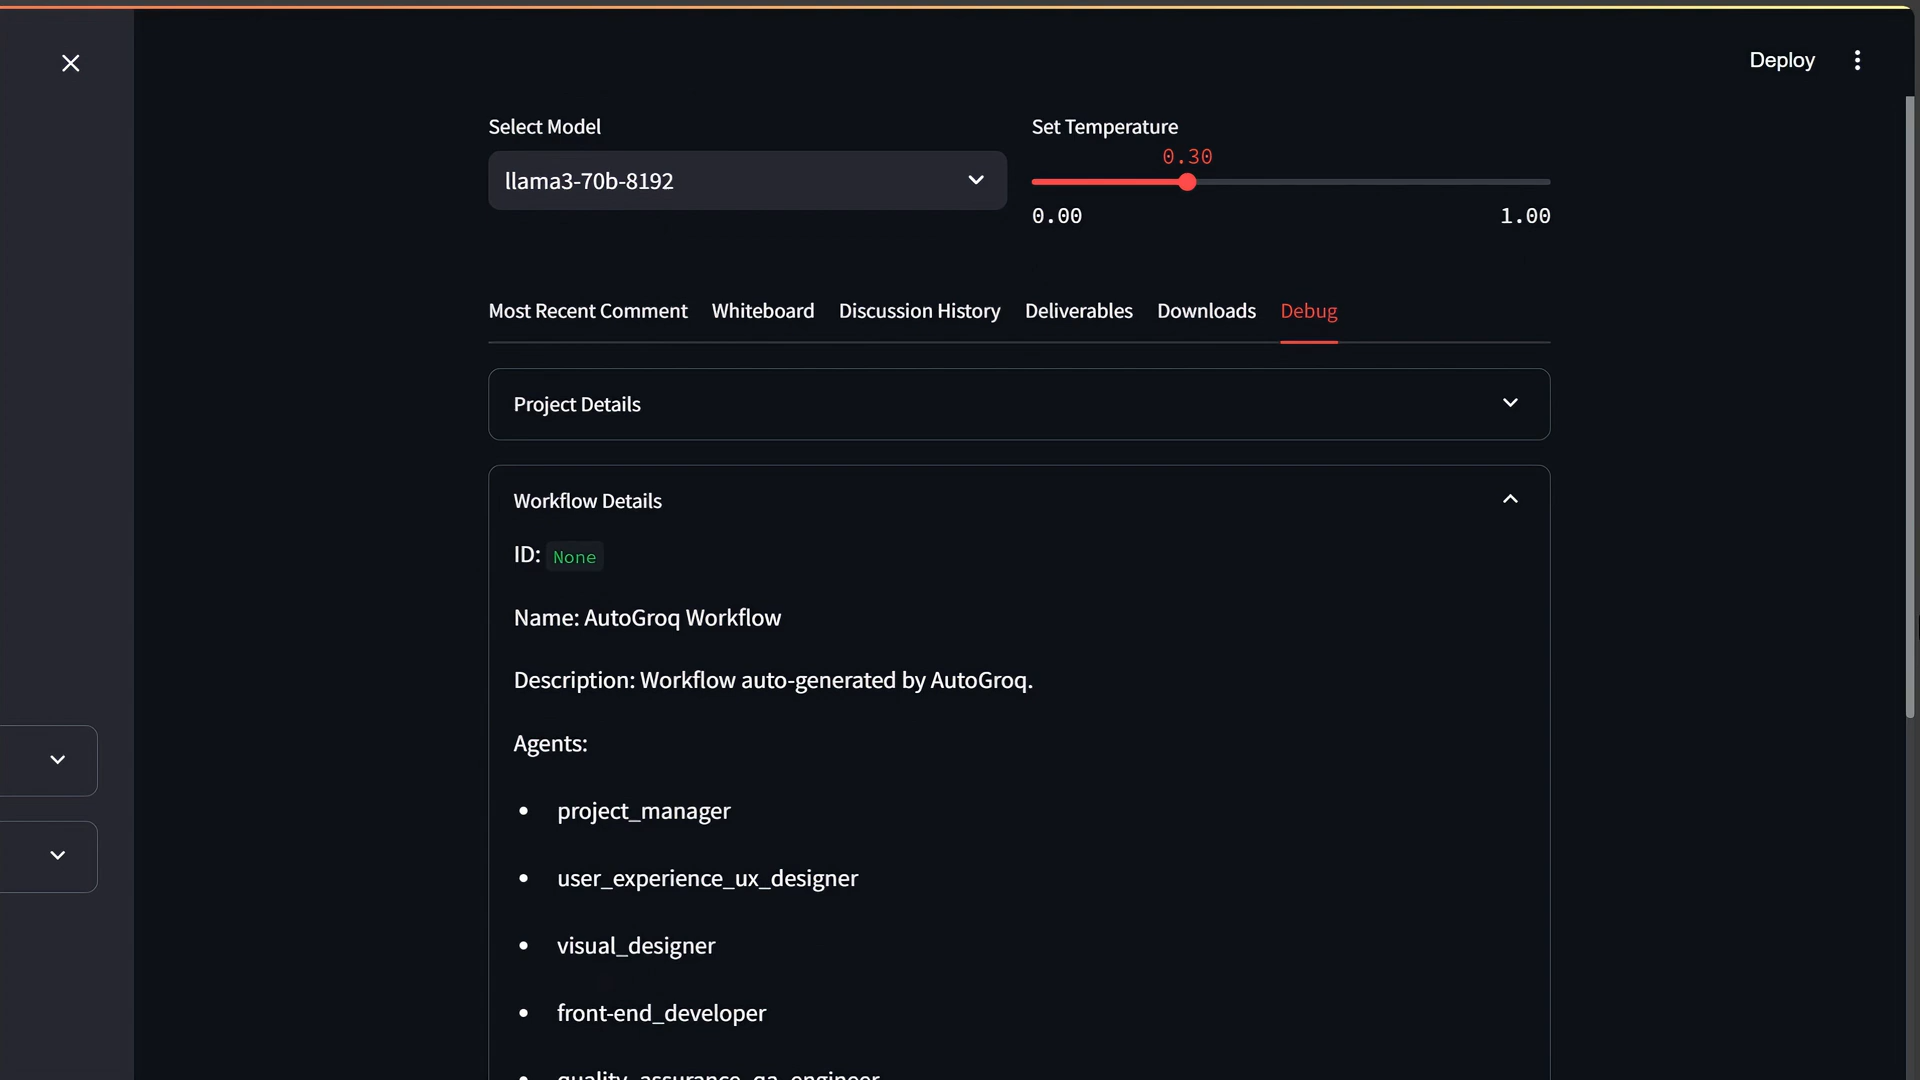 Deploy
Select Model
Set Temperature
0.30
llama3-70b-8192
0.00
1.00
Most Recent Comment
Whiteboard
Discussion History
Deliverables
Downloads
Debug
Project Details
Workflow Details
ID: None
Name: AutoGroq Workflow
Description: Workflow auto-generated by AutoGroq.
Agents:
• project_manager
• user_experience_ux_designer
• visual_designer
• front-end_developer
• quality_assurance_qa_engineer